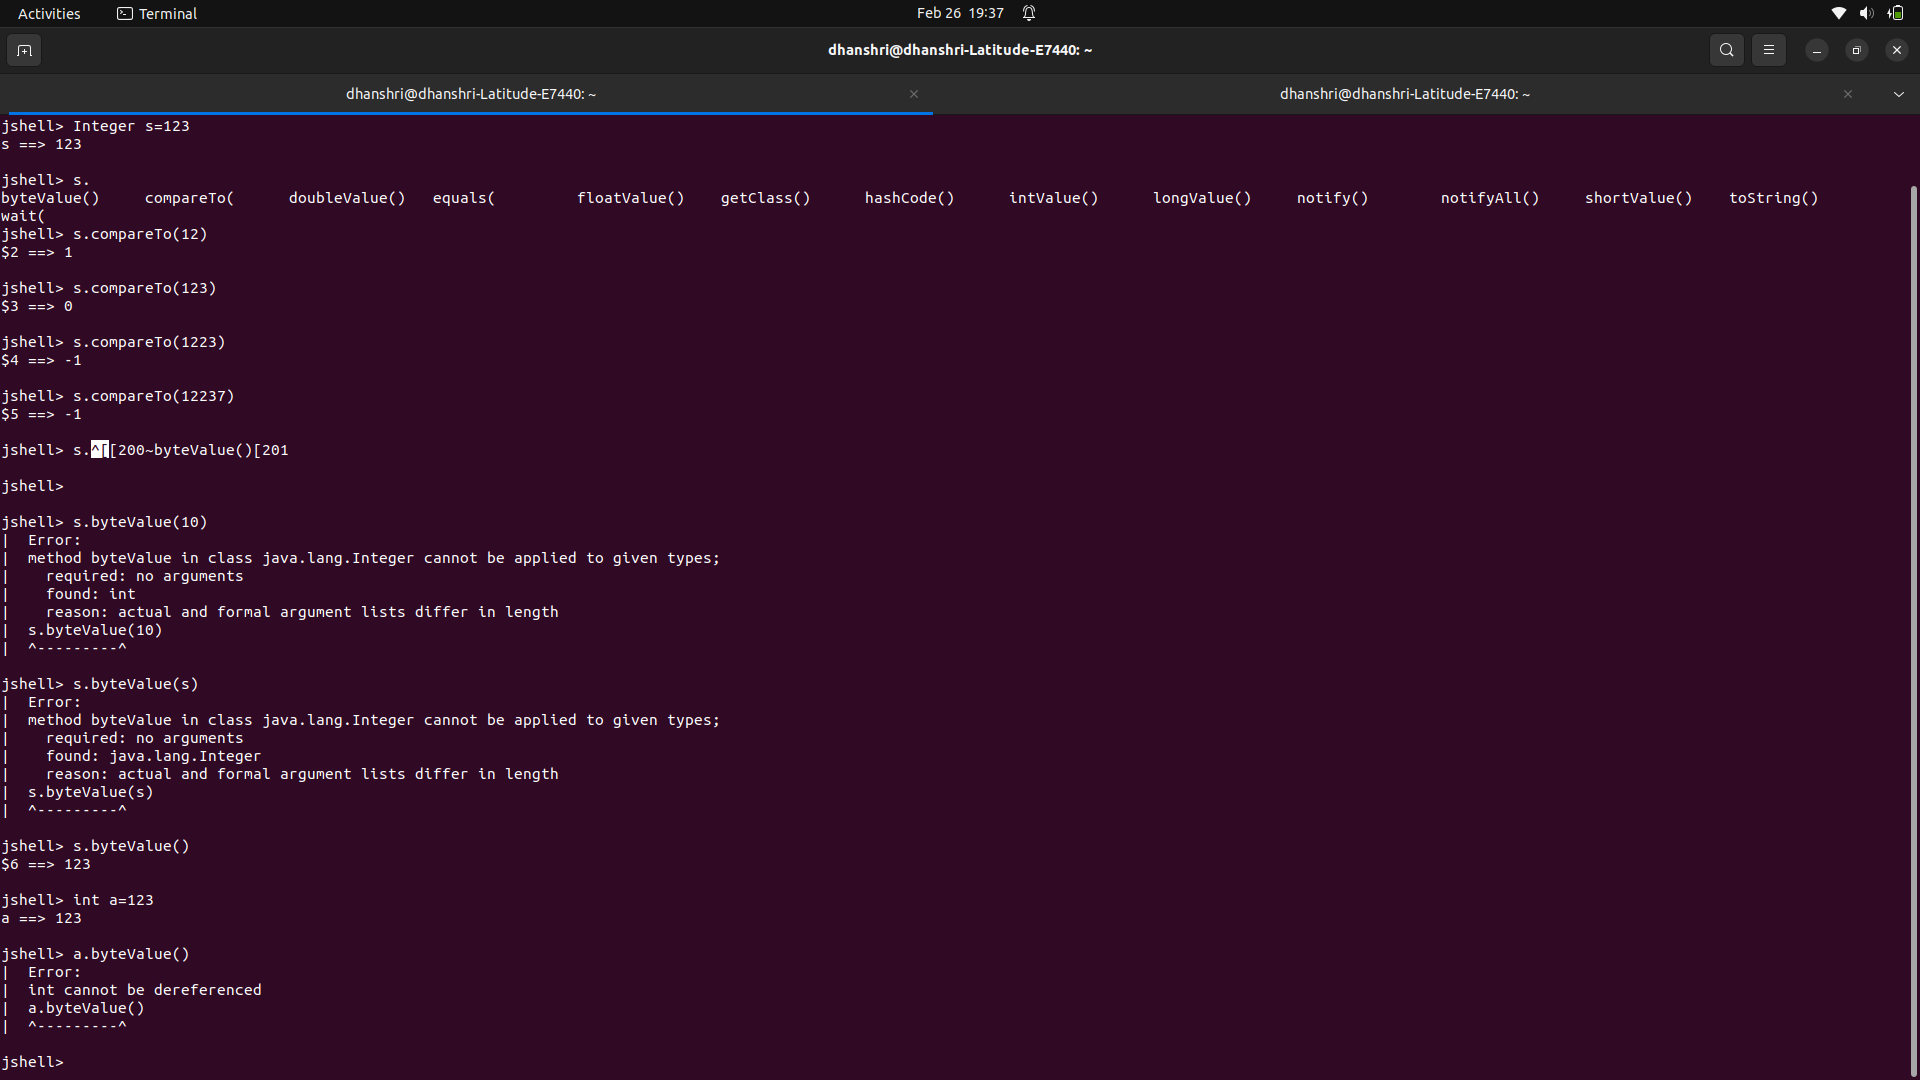 Activities
Terminal
Feb 26 19:37
dhanshri@dhanshri-Latitude-E7440: ~
dhanshri@dhanshri-Latitude-E7440: ~
dhanshri@dhanshri-Latitude-E7440: ~
jshell> Integer s=123
s ==> 123
jshell> s.
byteValue() compareTo( doubleValue() equals( floatValue() getClass() hashCode() intValue() longValue() notify() notifyAll() shortValue() toString()
wait(
jshell> s.compareTo(12)
$2 ==> 1
jshell> s.compareTo(123)
$3 ==> 0
jshell> s.compareTo(1223)
$4 ==> -1
jshell> s.compareTo(12237)
$5 ==> -1
jshell> s.^[[200~byteValue()[201
jshell>
jshell> s.byteValue(10)
|  Error:
|  method byteValue in class java.lang.Integer cannot be applied to given types;
|    required: no arguments
|    found: int
|    reason: actual and formal argument lists differ in length
|  s.byteValue(10)
|  ^---------^
jshell> s.byteValue(s)
|  Error:
|  method byteValue in class java.lang.Integer cannot be applied to given types;
|    required: no arguments
|    found: java.lang.Integer
|    reason: actual and formal argument lists differ in length
|  s.byteValue(s)
|  ^---------^
jshell> s.byteValue()
$6 ==> 123
jshell> int a=123
a ==> 123
jshell> a.byteValue()
|  Error:
|  int cannot be dereferenced
|  a.byteValue()
|  ^---------^
jshell>